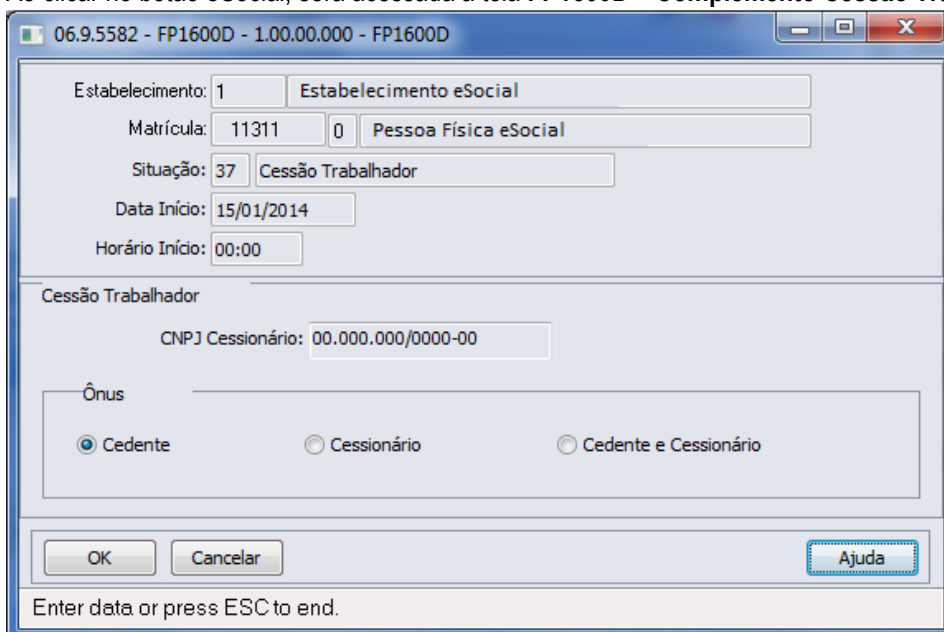 06.9.5582 - FP1600D - 1.00.00.000 - FP1600D
Estabelecimento: 1 Estabelecimento eSocial
Matrícula: 11311 0 Pessoa Física eSocial
Situação: 37 Cessão Trabalhador
Data Início: 15/01/2014
Horário Início: 00:00
Cessão Trabalhador
CNPJ Cessionário: 00.000.000/0000-00
Ônus
Cedente Cessionário Cedente e Cessionário
OK Cancelar Ajuda
Enter data or press ESC to end.